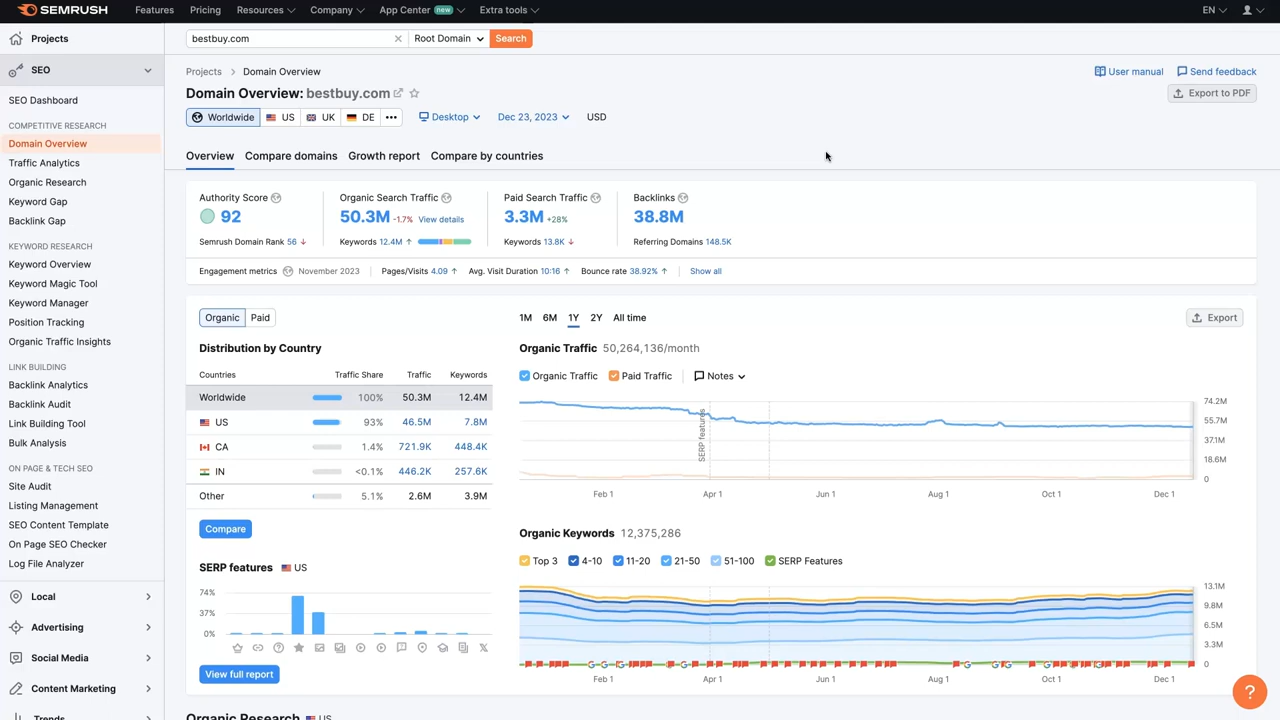 SEMRUSH
Features Pricing Resources Company App Center new Extra tools EN
Projects
SEO
SEO Dashboard
COMPETITIVE RESEARCH
Domain Overview
Traffic Analytics
Organic Research
Keyword Gap
Backlink Gap
KEYWORD RESEARCH
Keyword Overview
Keyword Magic Tool
Keyword Manager
Position Tracking
Organic Traffic Insights
LINK BUILDING
Backlink Analytics
Backlink Audit
Link Building Tool
Bulk Analysis
ON PAGE & TECH SEO
Site Audit
Listing Management
SEO Content Template
On Page SEO Checker
Log File Analyzer
Local
Advertising
Social Media
Content Marketing
Trends
bestbuy.com Root Domain Search
Projects Domain Overview User manual Send feedback
Domain Overview: bestbuy.com Export to PDF
Worldwide US UK DE Desktop Dec 23, 2023 USD
Overview Compare domains Growth report Compare by countries
Authority Score Organic Search Traffic Paid Search Traffic Backlinks
92 50.3M -1.7% View details 3.3M +28% 38.8M
Semrush Domain Rank 56 ↓ Keywords 12.4M ↑ Keywords 13.8K ↓ Referring Domains 148.5K
Engagement metrics November 2023 Pages/Visits 4.09 ↑ Avg. Visit Duration 10:16 ↑ Bounce rate 38.92% ↑ Show all
Organic Paid
Distribution by Country
Countries Traffic Share Traffic Keywords
Worldwide 100% 50.3M 12.4M
US 93% 46.5M 7.8M
CA 1.4% 721.9K 448.4K
IN <0.1% 446.2K 257.6K
Other 5.1% 2.6M 3.9M
Compare
SERP features US
74%
37%
0%
View full report
1M 6M 1Y 2Y All time Export
Organic Traffic 50,264,136/month
Organic Traffic Paid Traffic Notes
74.2M
55.7M
37.1M
18.6M
0
SERP features
Feb 1 Apr 1 Jun 1 Aug 1 Oct 1 Dec 1
Organic Keywords 12,375,286
Top 3 4-10 11-20 21-50 51-100 SERP Features
13.1M
9.8M
6.5M
3.3M
0
Feb 1 Apr 1 Jun 1 Aug 1 Oct 1 Dec 1
Organic Research US
?